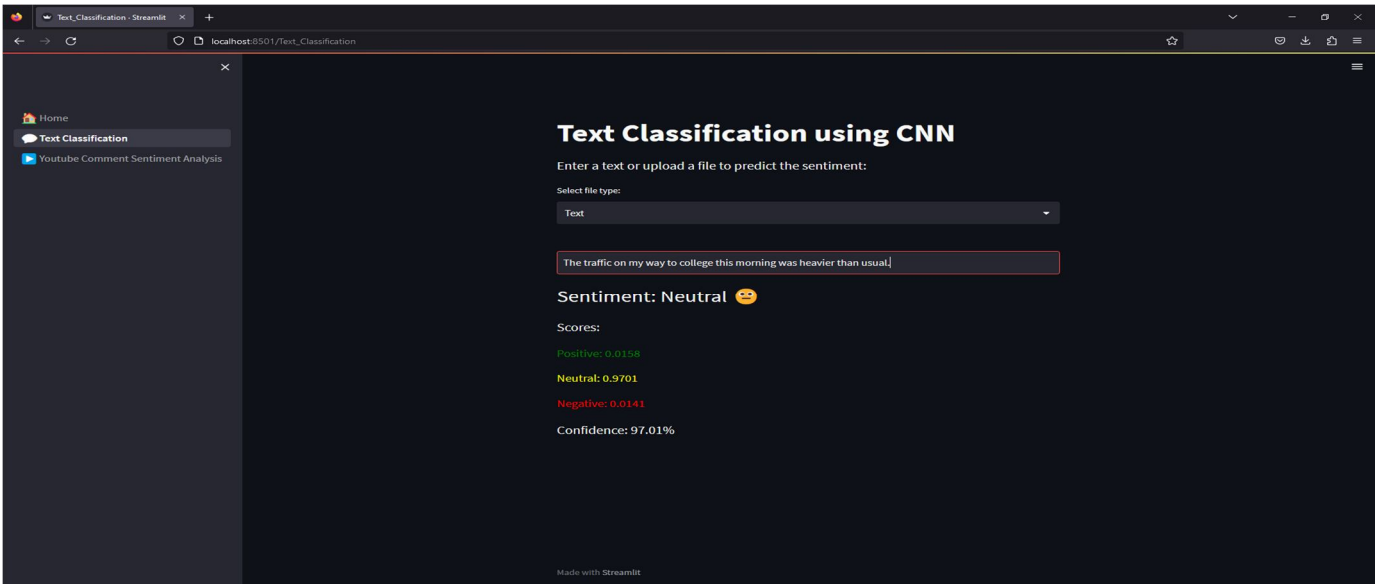 Text_Classification · Streamlit
localhost:8501/Text_Classification
Home
Text Classification
Youtube Comment Sentiment Analysis
Text Classification using CNN
Enter a text or upload a file to predict the sentiment:
Select file type:
Text
The traffic on my way to college this morning was heavier than usual.
Sentiment: Neutral 😐
Scores:
Positive: 0.0158
Neutral: 0.9701
Negative: 0.0141
Confidence: 97.01%
Made with Streamlit